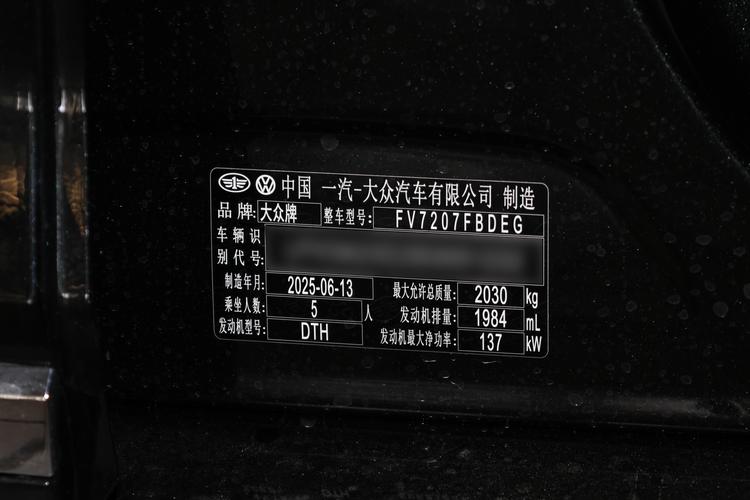 中国 一汽-大众汽车有限公司 制造
品 牌: 大众牌 整车型号: FV7207FBDEG
车 辆 识
别 代 号:
制造年月: 2025-06-13 最大允许总质量: 2030 kg
乘坐人数: 5 人 发动机排量: 1984 mL
发动机型号: DTH 发动机最大净功率: 137 kW